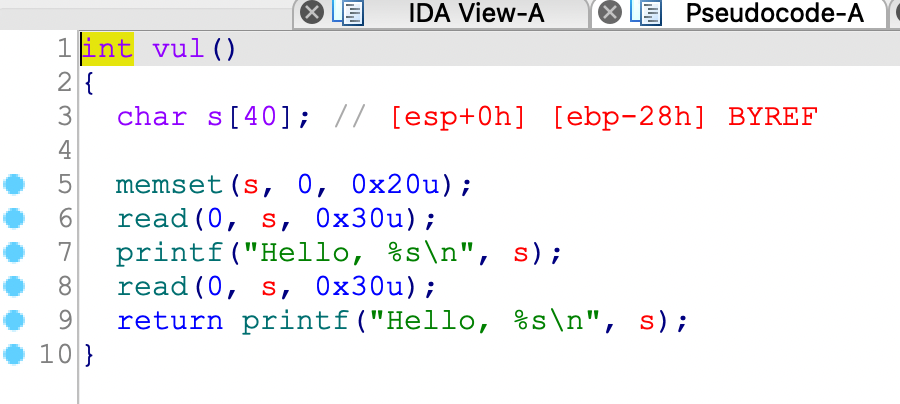 IDA View-A Pseudocode-A
1 int vul()
2 {
3 char s[40]; // [esp+0h] [ebp-28h] BYREF
4
5 memset(s, 0, 0x20u);
6 read(0, s, 0x30u);
7 printf("Hello, %s\n", s);
8 read(0, s, 0x30u);
9 return printf("Hello, %s\n", s);
10 }